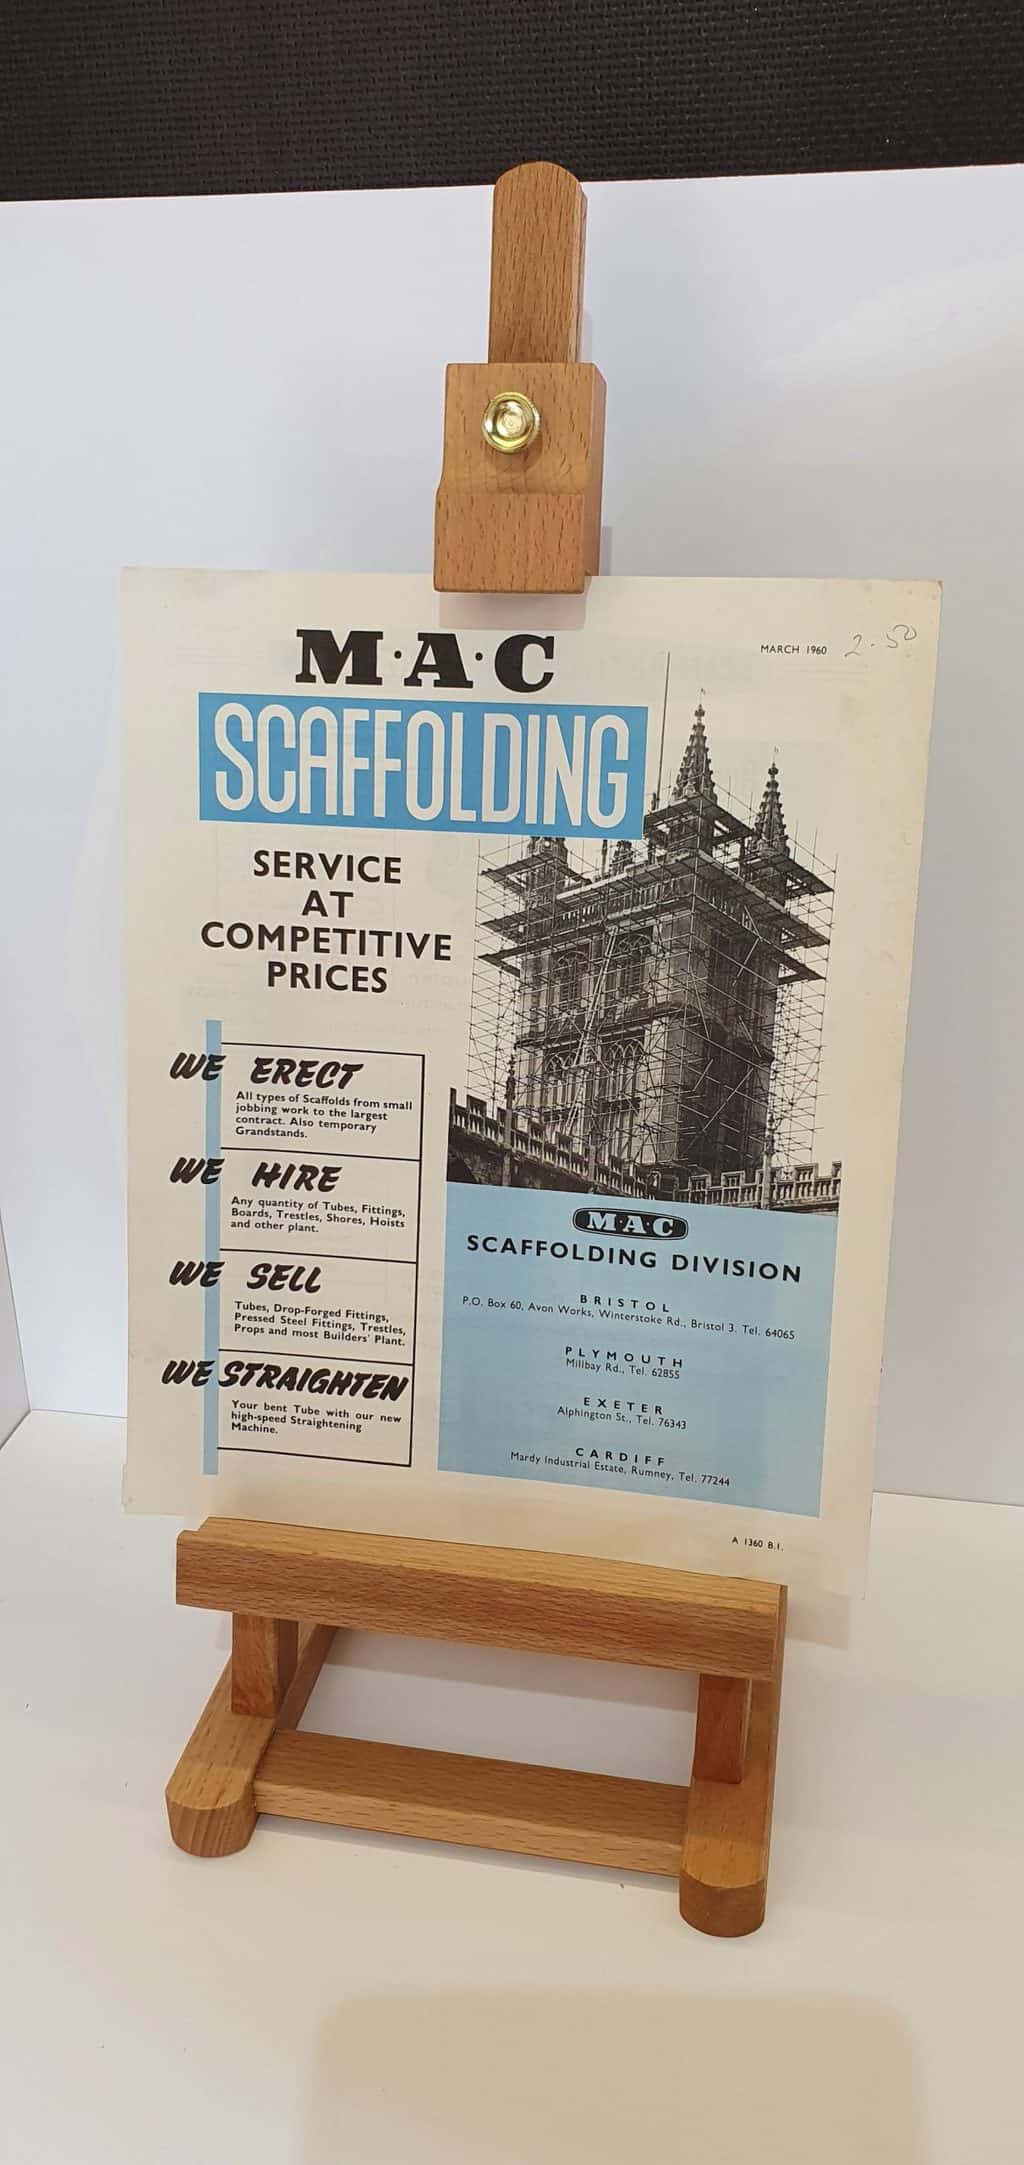 M·A·C
MARCH 1960
2-50
SCAFFOLDING
SERVICE
AT
COMPETITIVE
PRICES
WE ERECT
All types of Scaffolds from small
jobbing work to the largest
contract. Also temporary
Grandstands.
WE HIRE
Any quantity of Tubes, Fittings,
Boards, Trestles, Shores, Hoists
and other plant.
WE SELL
Tubes, Drop-Forged Fittings,
Pressed Steel Fittings, Trestles,
Props and most Builders' Plant.
WE STRAIGHTEN
Your bent Tube with our new
high-speed Straightening
Machine.
M·A·C
SCAFFOLDING DIVISION
BRISTOL
P.O. Box 60, Avon Works, Winterstoke Rd., Bristol 3. Tel. 64065
PLYMOUTH
Millbay Rd., Tel. 62855
EXETER
Alphington St., Tel. 76343
CARDIFF
Mardy Industrial Estate, Rumney, Tel. 77244
A 1360 B.I.